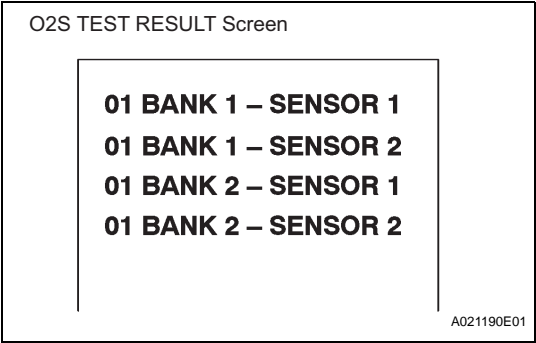 O2S TEST RESULT Screen
01 BANK 1 – SENSOR 1
01 BANK 1 – SENSOR 2
01 BANK 2 – SENSOR 1
01 BANK 2 – SENSOR 2
A021190E01